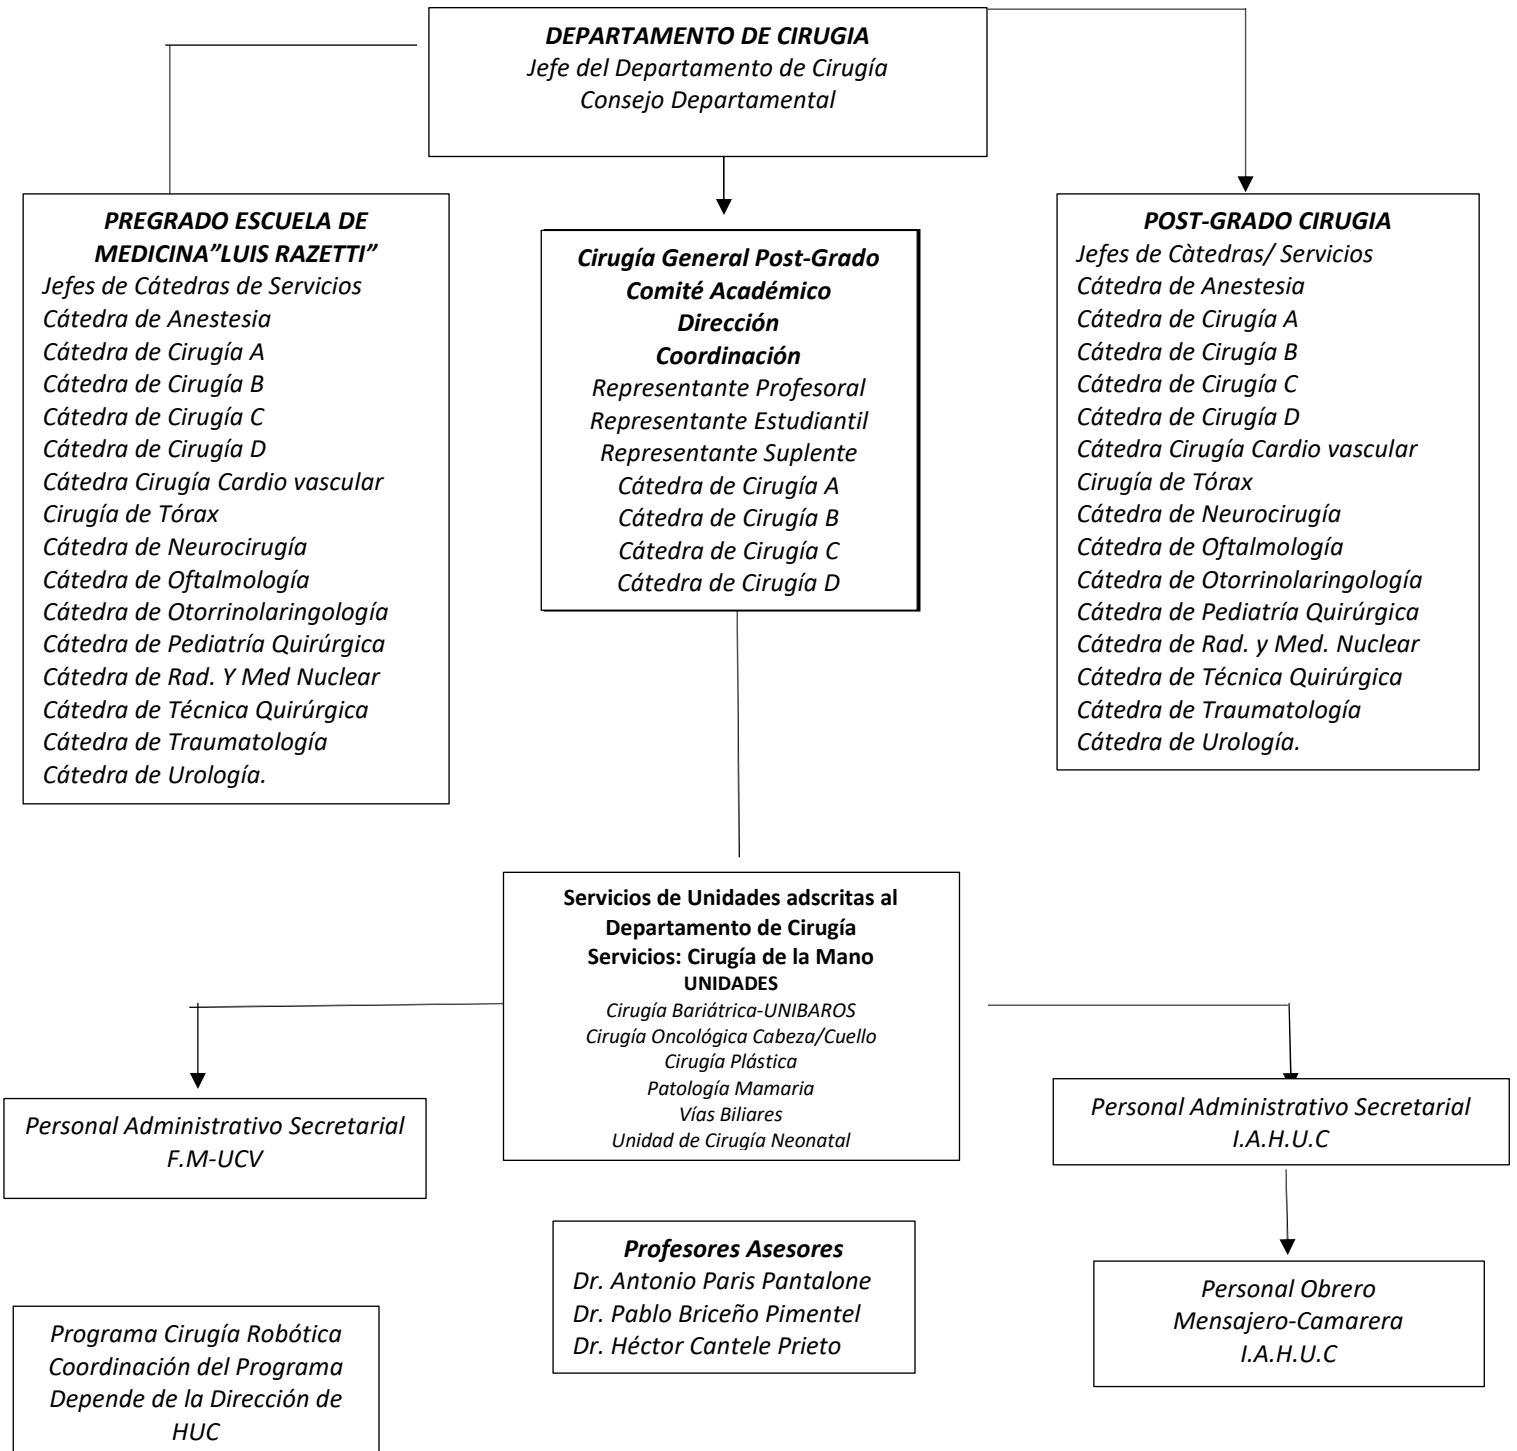 DEPARTAMENTO DE CIRUGIA
Jefe del Departamento de Cirugía
Consejo Departamental
PREGRADO ESCUELA DE
MEDICINA”LUIS RAZETTI”
Jefes de Cátedras de Servicios
Cátedra de Anestesia
Cátedra de Cirugía A
Cátedra de Cirugía B
Cátedra de Cirugía C
Cátedra de Cirugía D
Cátedra Cirugía Cardio vascular
Cirugía de Tórax
Cátedra de Neurocirugía
Cátedra de Oftalmología
Cátedra de Otorrinolaringología
Cátedra de Pediatría Quirúrgica
Cátedra de Rad. Y Med Nuclear
Cátedra de Técnica Quirúrgica
Cátedra de Traumatología
Cátedra de Urología.
Cirugía General Post-Grado
Comité Académico
Dirección
Coordinación
Representante Profesoral
Representante Estudiantil
Representante Suplente
Cátedra de Cirugía A
Cátedra de Cirugía B
Cátedra de Cirugía C
Cátedra de Cirugía D
POST-GRADO CIRUGIA
Jefes de Càtedras/ Servicios
Cátedra de Anestesia
Cátedra de Cirugía A
Cátedra de Cirugía B
Cátedra de Cirugía C
Cátedra de Cirugía D
Cátedra Cirugía Cardio vascular
Cirugía de Tórax
Cátedra de Neurocirugía
Cátedra de Oftalmología
Cátedra de Otorrinolaringología
Cátedra de Pediatría Quirúrgica
Cátedra de Rad. y Med. Nuclear
Cátedra de Técnica Quirúrgica
Cátedra de Traumatología
Cátedra de Urología.
Servicios de Unidades adscritas al
Departamento de Cirugía
Servicios: Cirugía de la Mano
UNIDADES
Cirugía Bariátrica-UNIBAROS
Cirugía Oncológica Cabeza/Cuello
Cirugía Plástica
Patología Mamaria
Vías Biliares
Unidad de Cirugía Neonatal
Personal Administrativo Secretarial
F.M-UCV
Personal Administrativo Secretarial
I.A.H.U.C
Profesores Asesores
Dr. Antonio Paris Pantalone
Dr. Pablo Briceño Pimentel
Dr. Héctor Cantele Prieto
Personal Obrero
Mensajero-Camarera
I.A.H.U.C
Programa Cirugía Robótica
Coordinación del Programa
Depende de la Dirección de
HUC